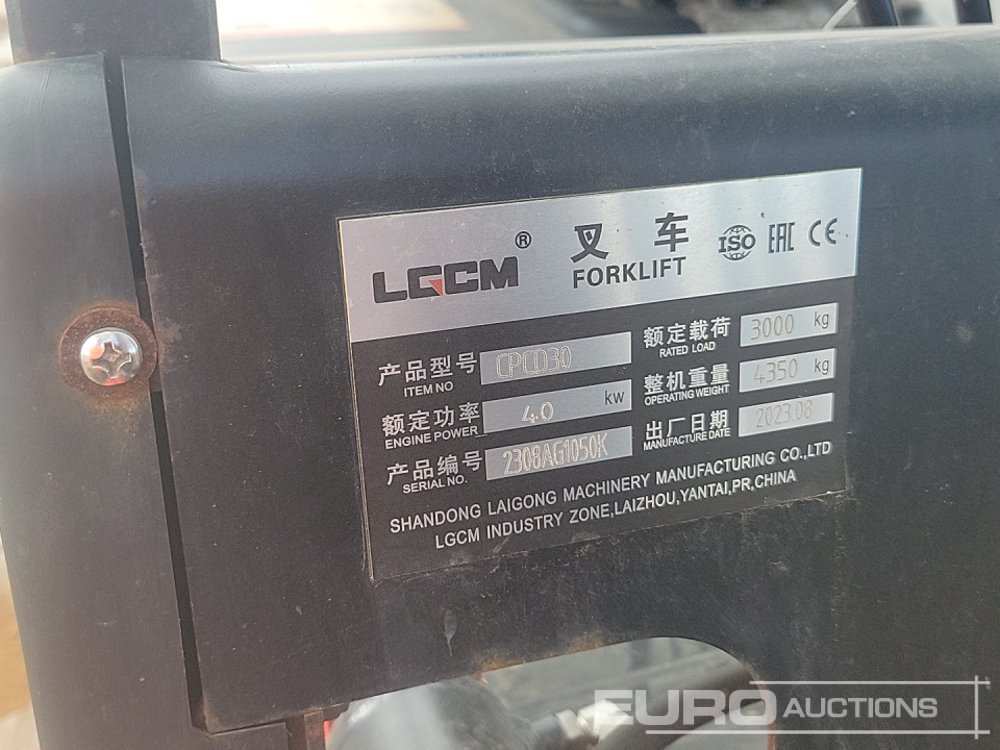 LGCM®
叉车
FORKLIFT
ISO EAC CE
产品型号 CPCD30
ITEM NO
额定载荷 3000 kg
RATED LOAD
额定功率 40 kw
ENGINE POWER
整机重量 4350 kg
OPERATING WEIGHT
产品编号 2308AG1050K
SERIAL NO.
出厂日期 2023.08
MANUFACTURE DATE
SHANDONG LAIGONG MACHINERY MANUFACTURING CO.,LTD
LGCM INDUSTRY ZONE,LAIZHOU,YANTAI,PR,CHINA
EURO AUCTIONS